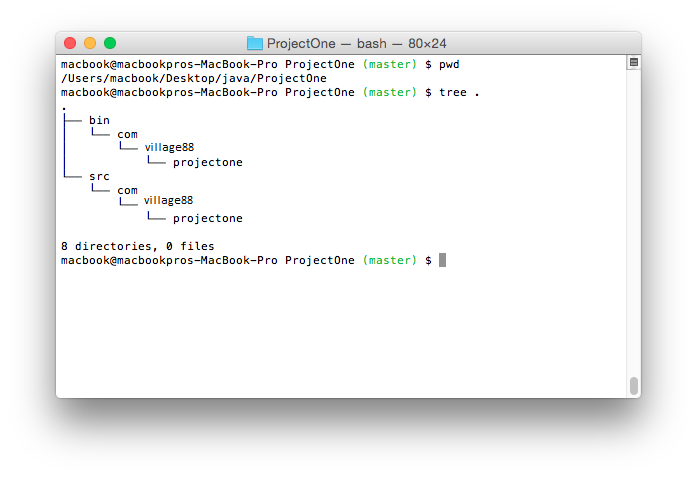 ProjectOne — bash — 80×24
macbook@macbookpros-MacBook-Pro ProjectOne (master) $ pwd
/Users/macbook/Desktop/java/ProjectOne
macbook@macbookpros-MacBook-Pro ProjectOne (master) $ tree .
.
├── bin
│   └── com
│       └── village88
│           └── projectone
└── src
    └── com
        └── village88
            └── projectone
8 directories, 0 files
macbook@macbookpros-MacBook-Pro ProjectOne (master) $